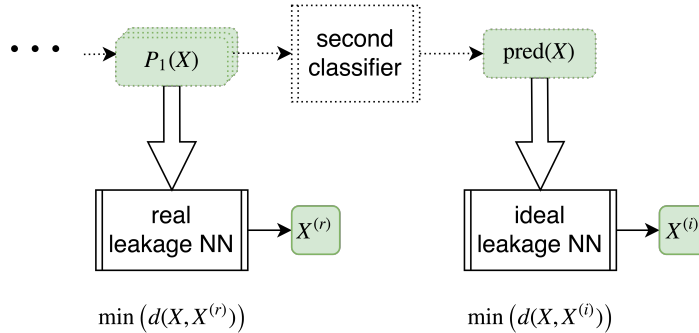 • • •
P₁(X)
second
classifier
pred(X)
real
leakage NN
X⁽ʳ⁾
ideal
leakage NN
X⁽ⁱ⁾
min (d(X, X⁽ʳ⁾))
min (d(X, X⁽ⁱ⁾))